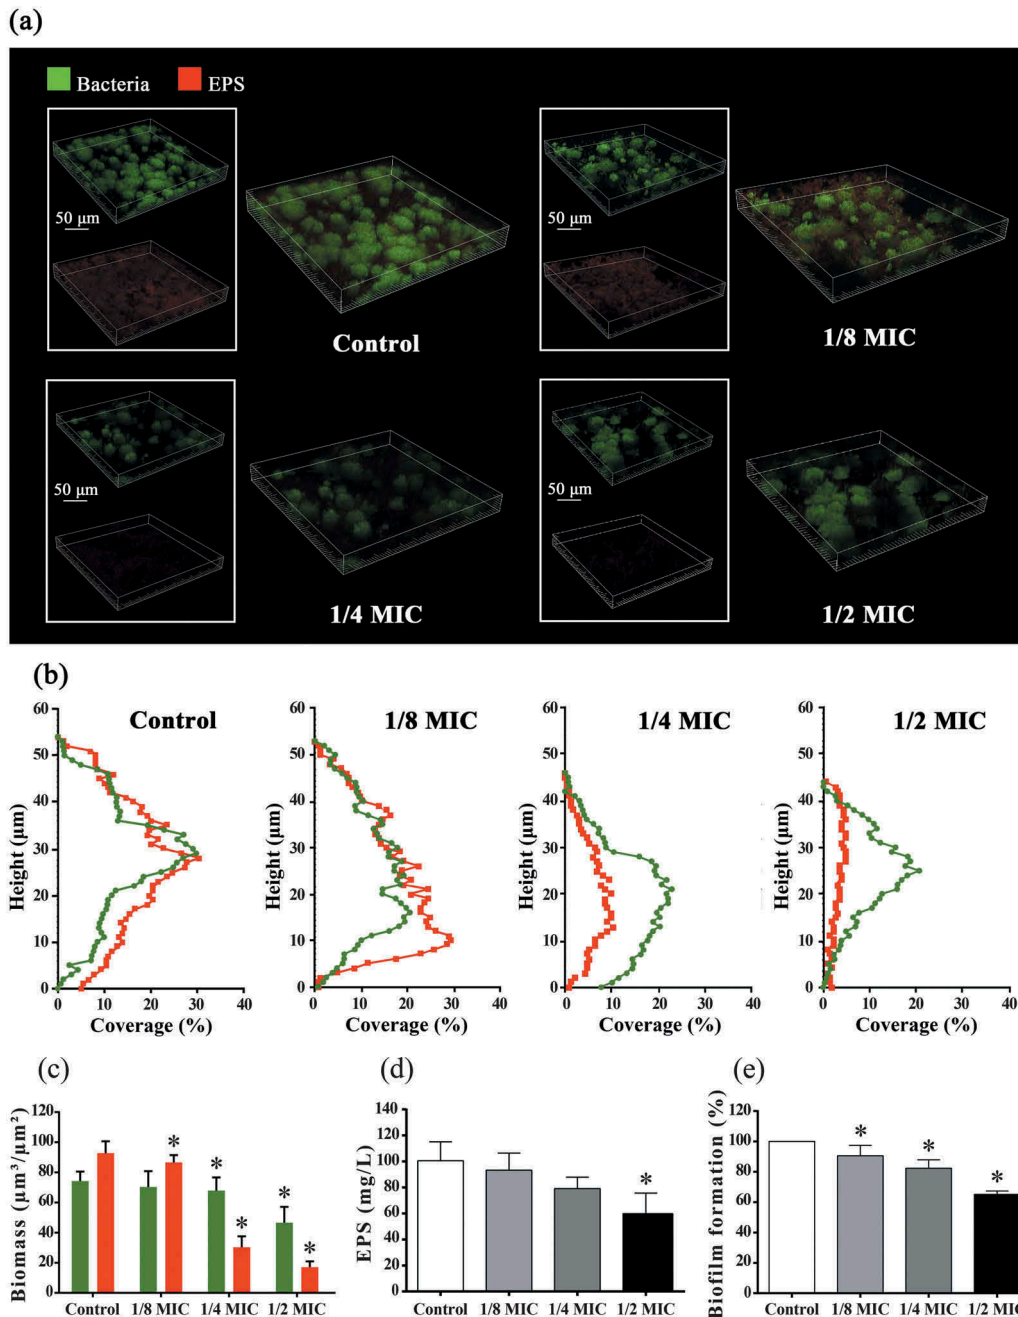 (a)
Bacteria EPS
50 μm 50 μm
Control 1/8 MIC
50 μm 50 μm
1/4 MIC 1/2 MIC
(b)
Control 1/8 MIC 1/4 MIC 1/2 MIC
60 60 60 60
50 50 50 50
40 40 40 40
30 30 30 30
20 20 20 20
10 10 10 10
0 0 0 0
Height (μm) Height (μm) Height (μm) Height (μm)
0 10 20 30 40 0 10 20 30 40 0 10 20 30 40 0 10 20 30 40
Coverage (%) Coverage (%) Coverage (%) Coverage (%)
(c)
Biomass (μm³/μm²)
120
100
80
60
40
20
0
* * * * *
Control 1/8 MIC 1/4 MIC 1/2 MIC
(d)
EPS (mg/L)
140
120
100
80
60
40
20
0
*
Control 1/8 MIC 1/4 MIC 1/2 MIC
(e)
Biofilm formation (%)
120
100
80
60
40
20
0
* * *
Control 1/8 MIC 1/4 MIC 1/2 MIC